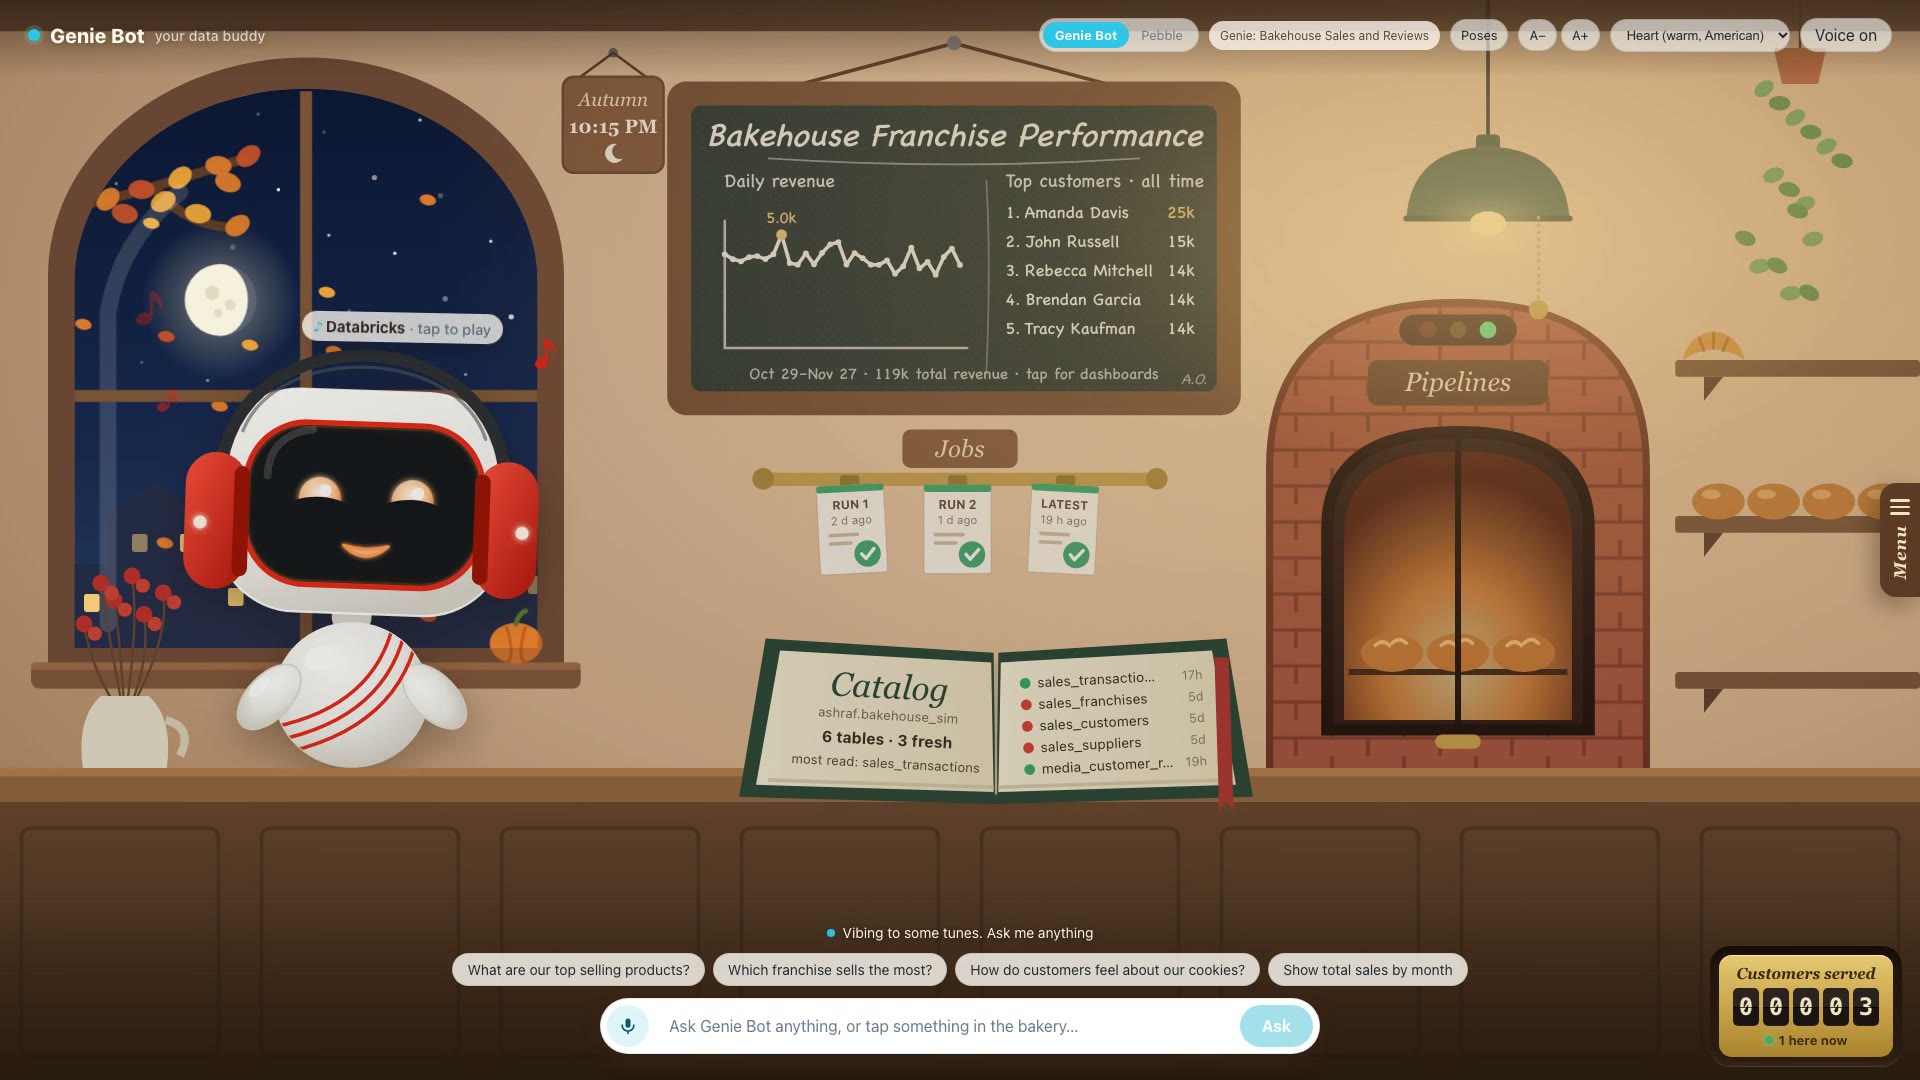 Genie Bot your data buddy
Genie Bot Pebble
Genie: Bakehouse Sales and Reviews
Poses
A−
A+
Heart (warm, American)
Voice on
Autumn
10:15 PM
Bakehouse Franchise Performance
Daily revenue
5.0k
Top customers · all time
1. Amanda Davis 25k
2. John Russell 15k
3. Rebecca Mitchell 14k
4. Brendan Garcia 14k
5. Tracy Kaufman 14k
Oct 29–Nov 27 · 119k total revenue · tap for dashboards
A.O.
♪ Databricks · tap to play
Pipelines
Jobs
RUN 1
2 d ago
RUN 2
1 d ago
LATEST
19 h ago
Menu
Catalog
ashraf.bakehouse_sim
6 tables · 3 fresh
most read: sales_transactions
sales_transactio... 17h
sales_franchises 5d
sales_customers 5d
sales_suppliers 5d
media_customer_r... 19h
Vibing to some tunes. Ask me anything
What are our top selling products?
Which franchise sells the most?
How do customers feel about our cookies?
Show total sales by month
Ask Genie Bot anything, or tap something in the bakery...
Ask
Customers served
00003
1 here now